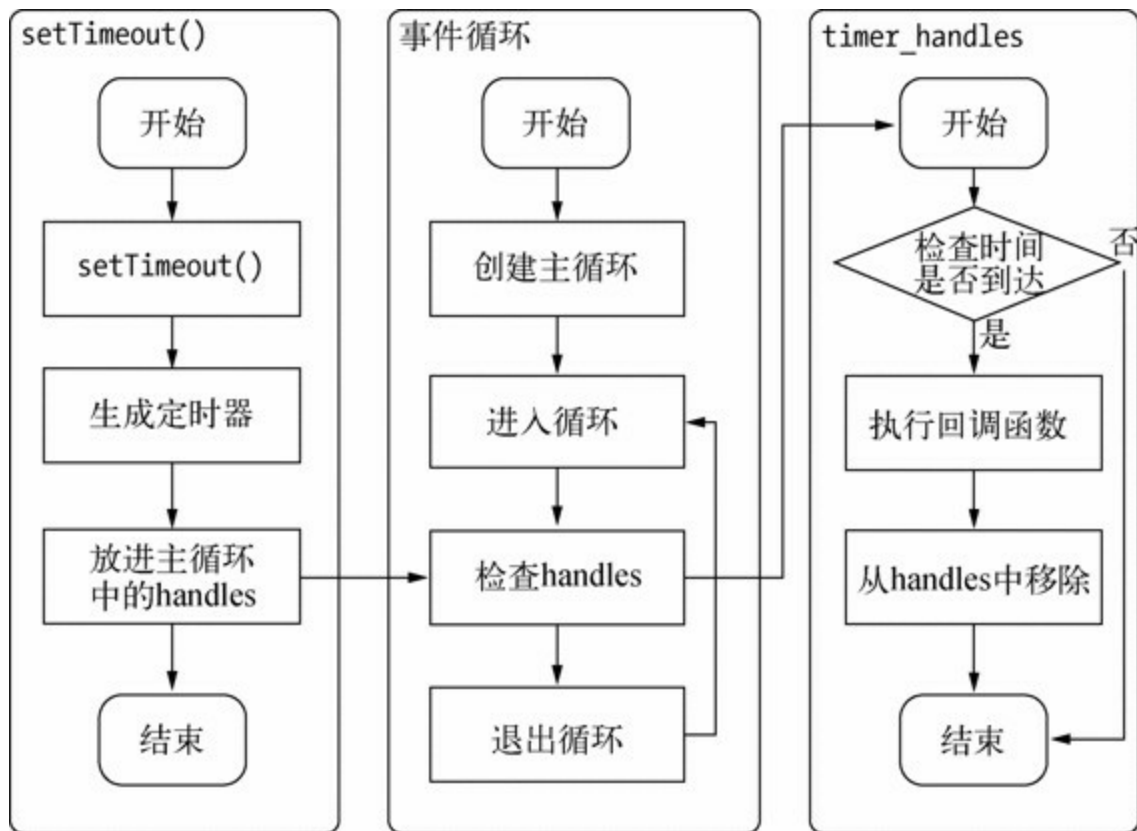 setTimeout()
开始
setTimeout()
生成定时器
放进主循环
中的handles
结束
事件循环
开始
创建主循环
进入循环
检查handles
退出循环
timer_handles
开始
检查时间
是否到达
否
是
执行回调函数
从handles中移除
结束